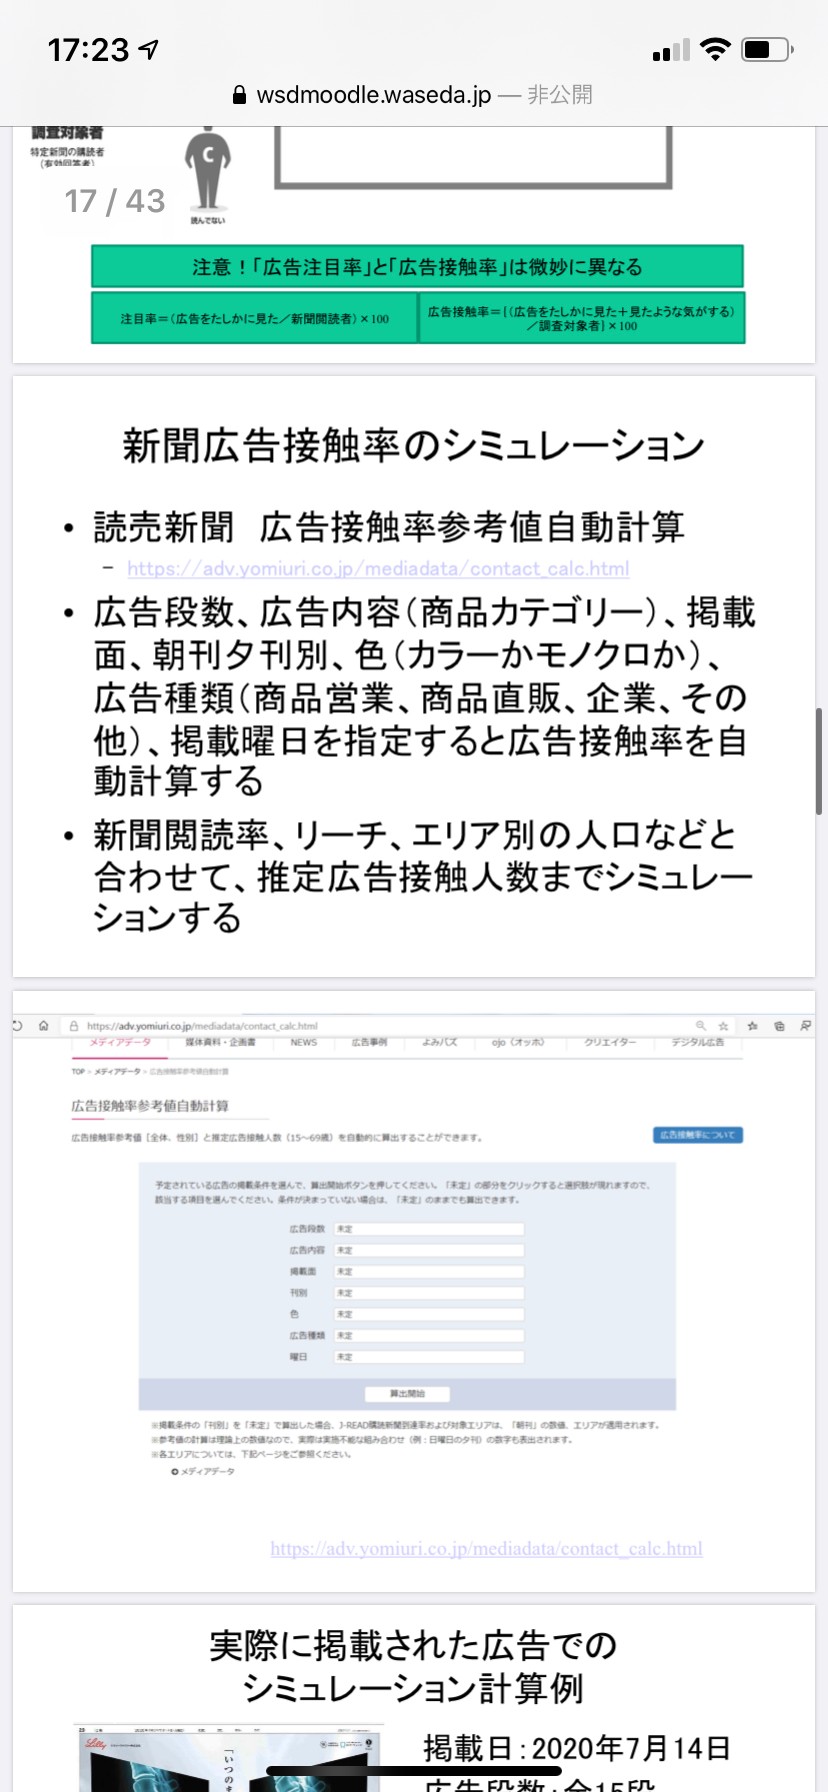 17:23
wsdmoodle.waseda.jp — 非公開
調査対象者
特定新聞の購読者
(有効回答者)
17 / 43
C
読んでない
注意！「広告注目率」と「広告接触率」は微妙に異なる
注目率=(広告をたしかに見た／新聞閲読者)×100
広告接触率={(広告をたしかに見た＋見たような気がする)
／調査対象者}×100
新聞広告接触率のシミュレーション
• 読売新聞　広告接触率参考値自動計算
– https://adv.yomiuri.co.jp/mediadata/contact_calc.html
• 広告段数、広告内容（商品カテゴリー）、掲載
面、朝刊夕刊別、色（カラーかモノクロか）、
広告種類（商品営業、商品直販、企業、その
他）、掲載曜日を指定すると広告接触率を自
動計算する
• 新聞閲読率、リーチ、エリア別の人口などと
合わせて、推定広告接触人数までシミュレー
ションする
https://adv.yomiuri.co.jp/mediadata/contact_calc.html
メディアデータ 媒体資料・企画書 NEWS 広告事例 よみバズ ojo（オッホ） クリエイター デジタル広告
TOP > メディアデータ > 広告接触率参考値自動計算
広告接触率参考値自動計算
広告接触率参考値［全体、性別］と推定広告接触人数（15～69歳）を自動的に算出することができます。
広告接触率について
予定されている広告の掲載条件を選んで、算出開始ボタンを押してください。「未定」の部分をクリックすると選択肢が現れますので、
該当する項目を選んでください。条件が決まっていない場合は、「未定」のままでも算出できます。
広告段数 未定
広告内容 未定
掲載面 未定
刊別 未定
色 未定
広告種類 未定
曜日 未定
算出開始
※掲載条件の「刊別」を「未定」で算出した場合、J-READ購読新聞到達率および対象エリアは、「朝刊」の数値、エリアが適用されます。
※参考値の計算は理論上の数値なので、実際は実施不能な組み合わせ（例：日曜日の夕刊）の数字も表出されます。
※各エリアについては、下記ページをご参照ください。
メディアデータ
https://adv.yomiuri.co.jp/mediadata/contact_calc.html
実際に掲載された広告での
シミュレーション計算例
Lilly
「いつのま
掲載日：2020年7月14日
広告段数：全15段